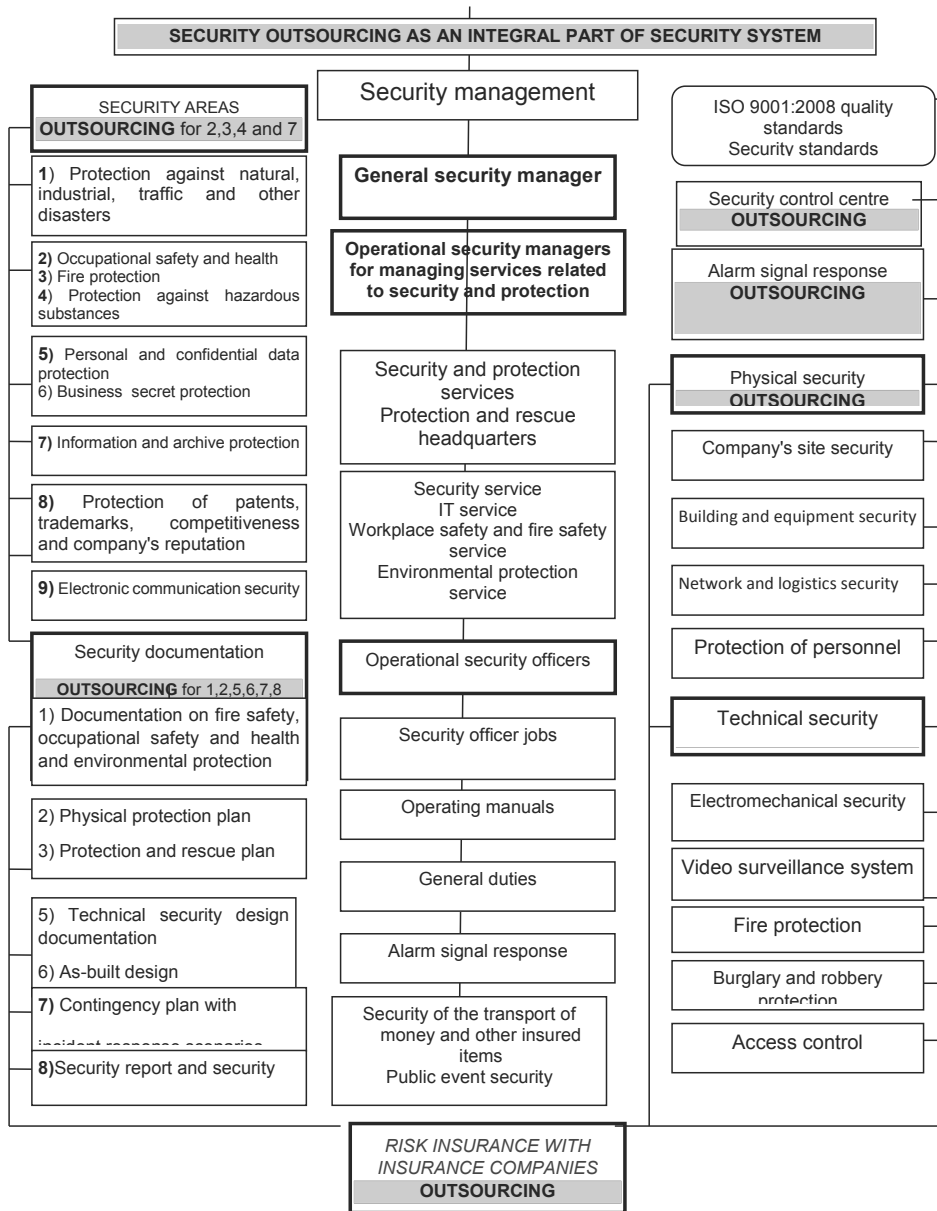 SECURITY OUTSOURCING AS AN INTEGRAL PART OF SECURITY SYSTEM
SECURITY AREAS
OUTSOURCING for 2,3,4 and 7
1) Protection against natural,
industrial, traffic and other
disasters
2) Occupational safety and health
3) Fire protection
4) Protection against hazardous
substances
5) Personal and confidential data
protection
6) Business secret protection
7) Information and archive protection
8) Protection of patents,
trademarks, competitiveness
and company's reputation
9) Electronic communication security
Security documentation
OUTSOURCING for 1,2,5,6,7,8
1) Documentation on fire safety,
occupational safety and health
and environmental protection
2) Physical protection plan
3) Protection and rescue plan
5) Technical security design
documentation
6) As-built design
7) Contingency plan with
incident response scenarios
8)Security report and security
Security management
General security manager
Operational security managers
for managing services related
to security and protection
Security and protection
services
Protection and rescue
headquarters
Security service
IT service
Workplace safety and fire safety
service
Environmental protection
service
Operational security officers
Security officer jobs
Operating manuals
General duties
Alarm signal response
Security of the transport of
money and other insured
items
Public event security
ISO 9001:2008 quality
standards
Security standards
Security control centre
OUTSOURCING
Alarm signal response
OUTSOURCING
Physical security
OUTSOURCING
Company's site security
Building and equipment security
Network and logistics security
Protection of personnel
Technical security
Electromechanical security
Video surveillance system
Fire protection
Burglary and robbery
protection
Access control
RISK INSURANCE WITH
INSURANCE COMPANIES
OUTSOURCING